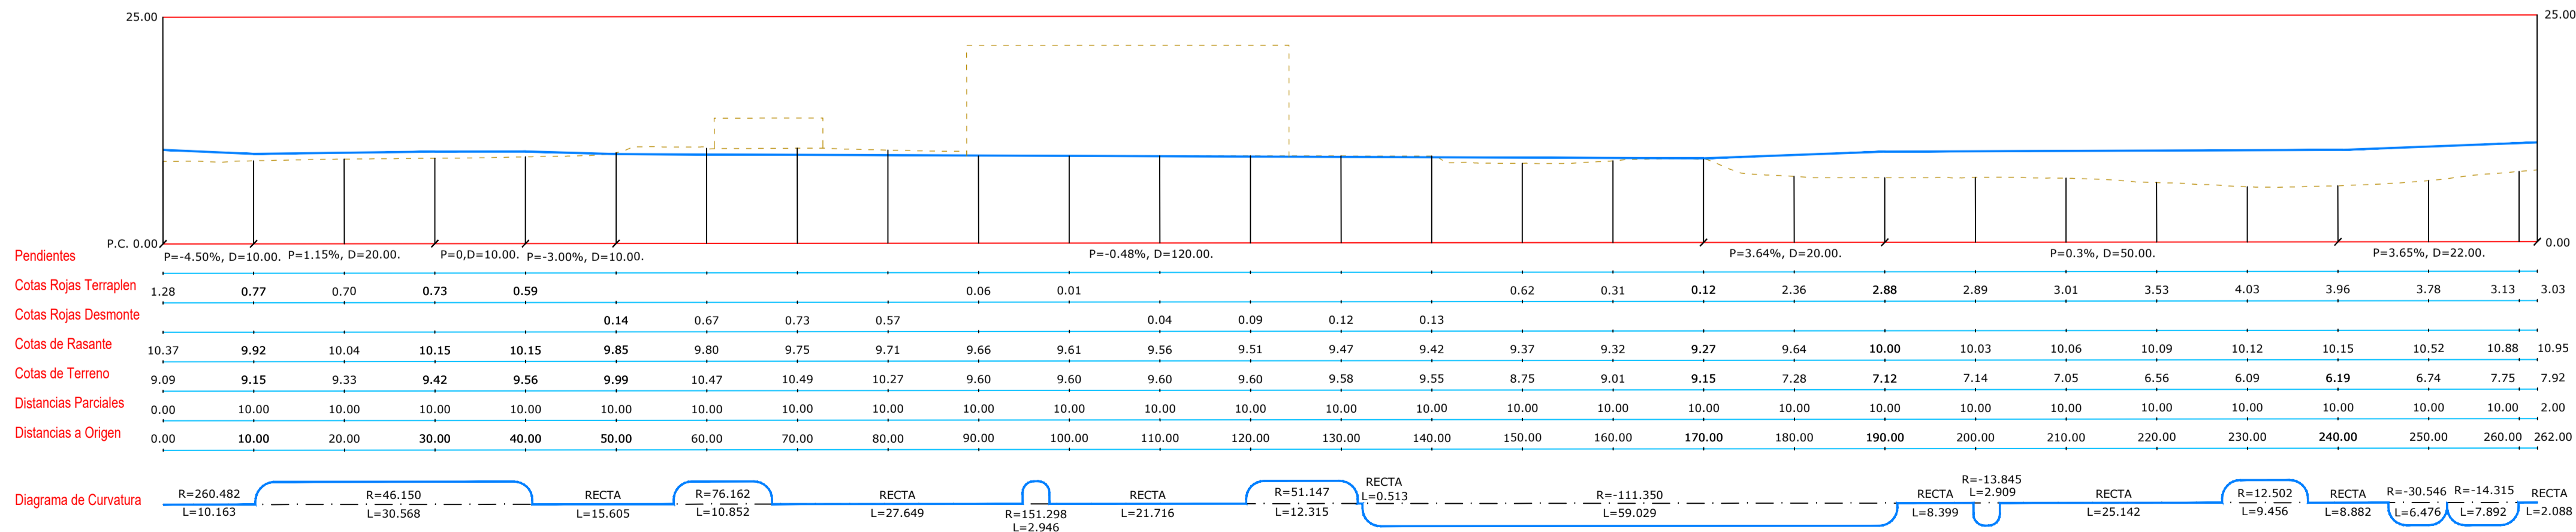 25.00 25.00
P.C. 0.00 0.00
Pendientes P=-4.50%, D=10.00. P=1.15%, D=20.00. P=0,D=10.00. P=-3.00%, D=10.00. P=-0.48%, D=120.00. P=3.64%, D=20.00. P=0.3%, D=50.00. P=3.65%, D=22.00.
Cotas Rojas Terraplen 1.28 0.77 0.70 0.73 0.59 0.06 0.01 0.62 0.31 0.12 2.36 2.88 2.89 3.01 3.53 4.03 3.96 3.78 3.13 3.03
Cotas Rojas Desmonte 0.14 0.67 0.73 0.57 0.04 0.09 0.12 0.13
Cotas de Rasante 10.37 9.92 10.04 10.15 10.15 9.85 9.80 9.75 9.71 9.66 9.61 9.56 9.51 9.47 9.42 9.37 9.32 9.27 9.64 10.00 10.03 10.06 10.09 10.12 10.15 10.52 10.88 10.95
Cotas de Terreno 9.09 9.15 9.33 9.42 9.56 9.99 10.47 10.49 10.27 9.60 9.60 9.60 9.60 9.58 9.55 8.75 9.01 9.15 7.28 7.12 7.14 7.05 6.56 6.09 6.19 6.74 7.75 7.92
Distancias Parciales 0.00 10.00 10.00 10.00 10.00 10.00 10.00 10.00 10.00 10.00 10.00 10.00 10.00 10.00 10.00 10.00 10.00 10.00 10.00 10.00 10.00 10.00 10.00 10.00 10.00 10.00 10.00 2.00
Distancias a Origen 0.00 10.00 20.00 30.00 40.00 50.00 60.00 70.00 80.00 90.00 100.00 110.00 120.00 130.00 140.00 150.00 160.00 170.00 180.00 190.00 200.00 210.00 220.00 230.00 240.00 250.00 260.00 262.00
Diagrama de Curvatura
R=260.482
L=10.163
R=46.150
L=30.568
RECTA
L=15.605
R=76.162
L=10.852
RECTA
L=27.649
R=151.298
L=2.946
RECTA
L=21.716
R=51.147
L=12.315
RECTA
L=0.513
R=-111.350
L=59.029
RECTA
L=8.399
R=-13.845
L=2.909
RECTA
L=25.142
R=12.502
L=9.456
RECTA
L=8.882
R=-30.546
L=6.476
R=-14.315
L=7.892
RECTA
L=2.088